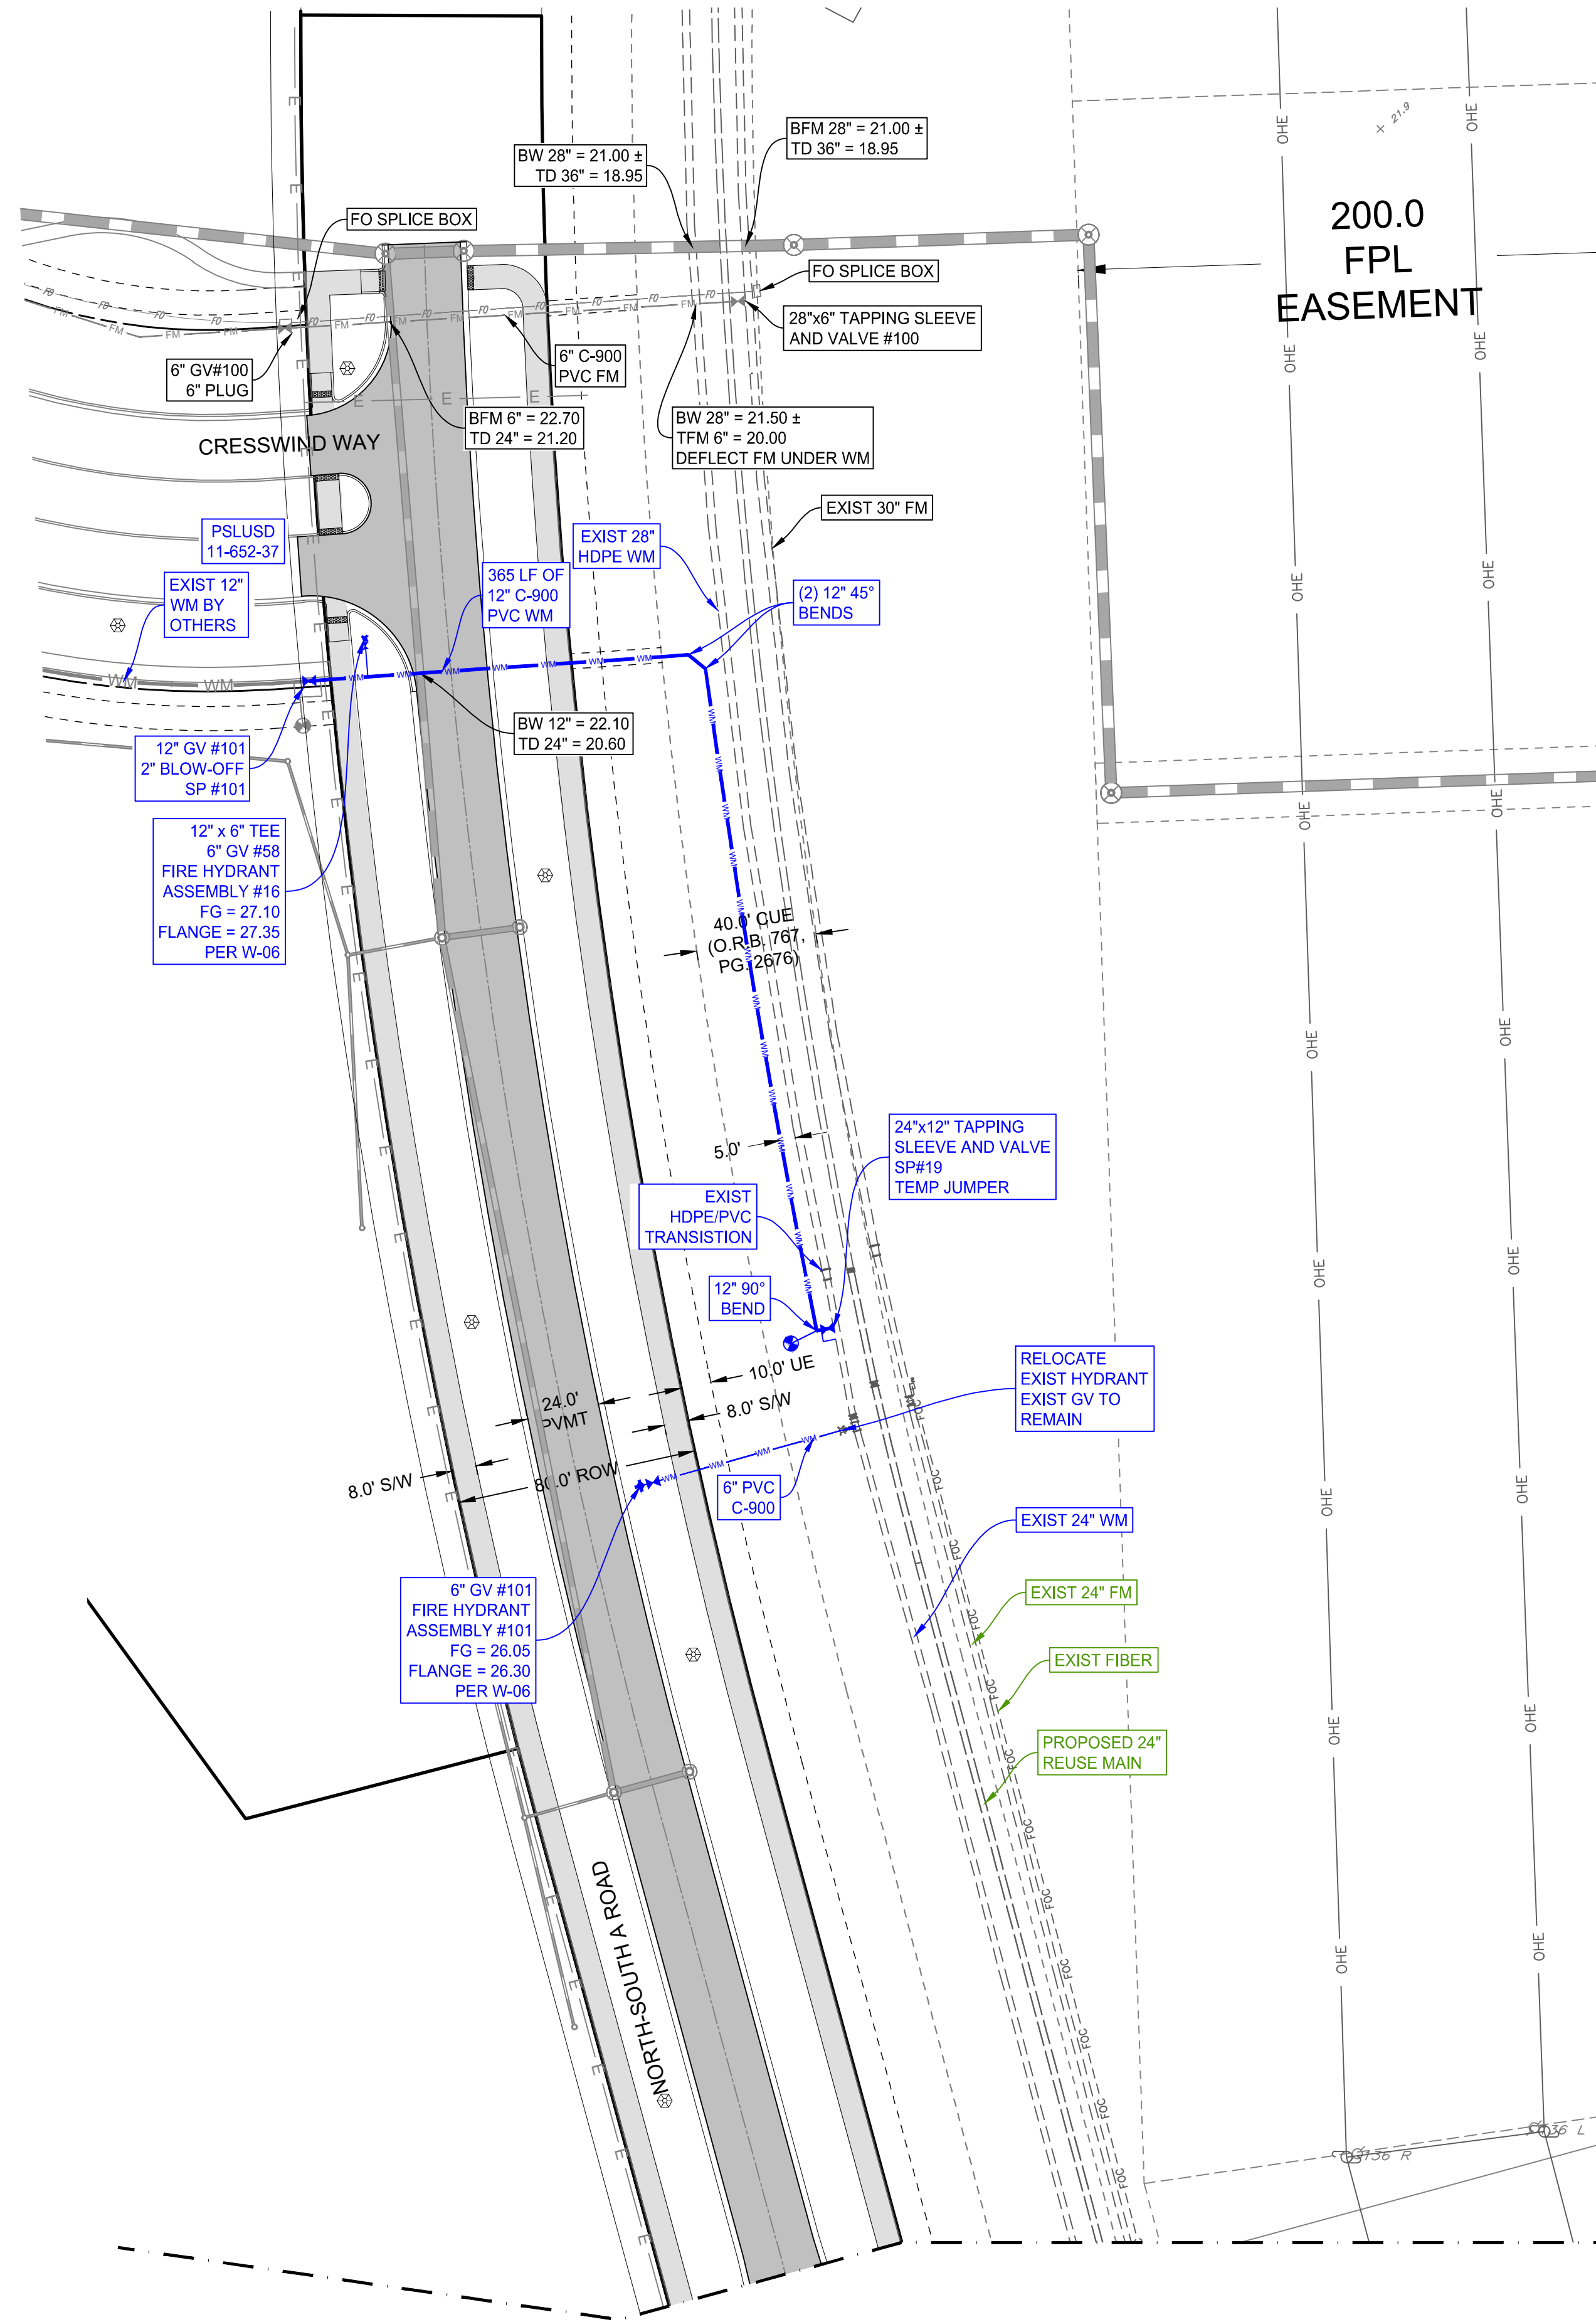 BFM 28" = 21.00 ±
TD 36" = 18.95
BW 28" = 21.00 ±
TD 36" = 18.95
21.9
OHE
OHE
200.0
FPL
EASEMENT
FO SPLICE BOX
FO SPLICE BOX
28"x6" TAPPING SLEEVE
AND VALVE #100
6" GV#100
6" PLUG
6" C-900
PVC FM
BFM 6" = 22.70
TD 24" = 21.20
BW 28" = 21.50 ±
TFM 6" = 20.00
DEFLECT FM UNDER WM
CRESSWIND WAY
EXIST 30" FM
PSLUSD
11-652-37
EXIST 28"
HDPE WM
EXIST 12"
WM BY
OTHERS
365 LF OF
12" C-900
PVC WM
(2) 12" 45°
BENDS
WM
WM
BW 12" = 22.10
TD 24" = 20.60
12" GV #101
2" BLOW-OFF
SP #101
12" x 6" TEE
6" GV #58
FIRE HYDRANT
ASSEMBLY #16
FG = 27.10
FLANGE = 27.35
PER W-06
40.0' CUE
(O.R.B. 767,
PG. 2676)
5.0'
24"x12" TAPPING
SLEEVE AND VALVE
SP#19
TEMP JUMPER
EXIST
HDPE/PVC
TRANSISTION
12" 90°
BEND
10.0' UE
RELOCATE
EXIST HYDRANT
EXIST GV TO
REMAIN
24.0'
PVMT
8.0' S/W
8.0' S/W
80.0' ROW
6" PVC
C-900
EXIST 24" WM
6" GV #101
FIRE HYDRANT
ASSEMBLY #101
FG = 26.05
FLANGE = 26.30
PER W-06
EXIST 24" FM
EXIST FIBER
PROPOSED 24"
REUSE MAIN
FOC
NORTH-SOUTH A ROAD
136 R
136 L